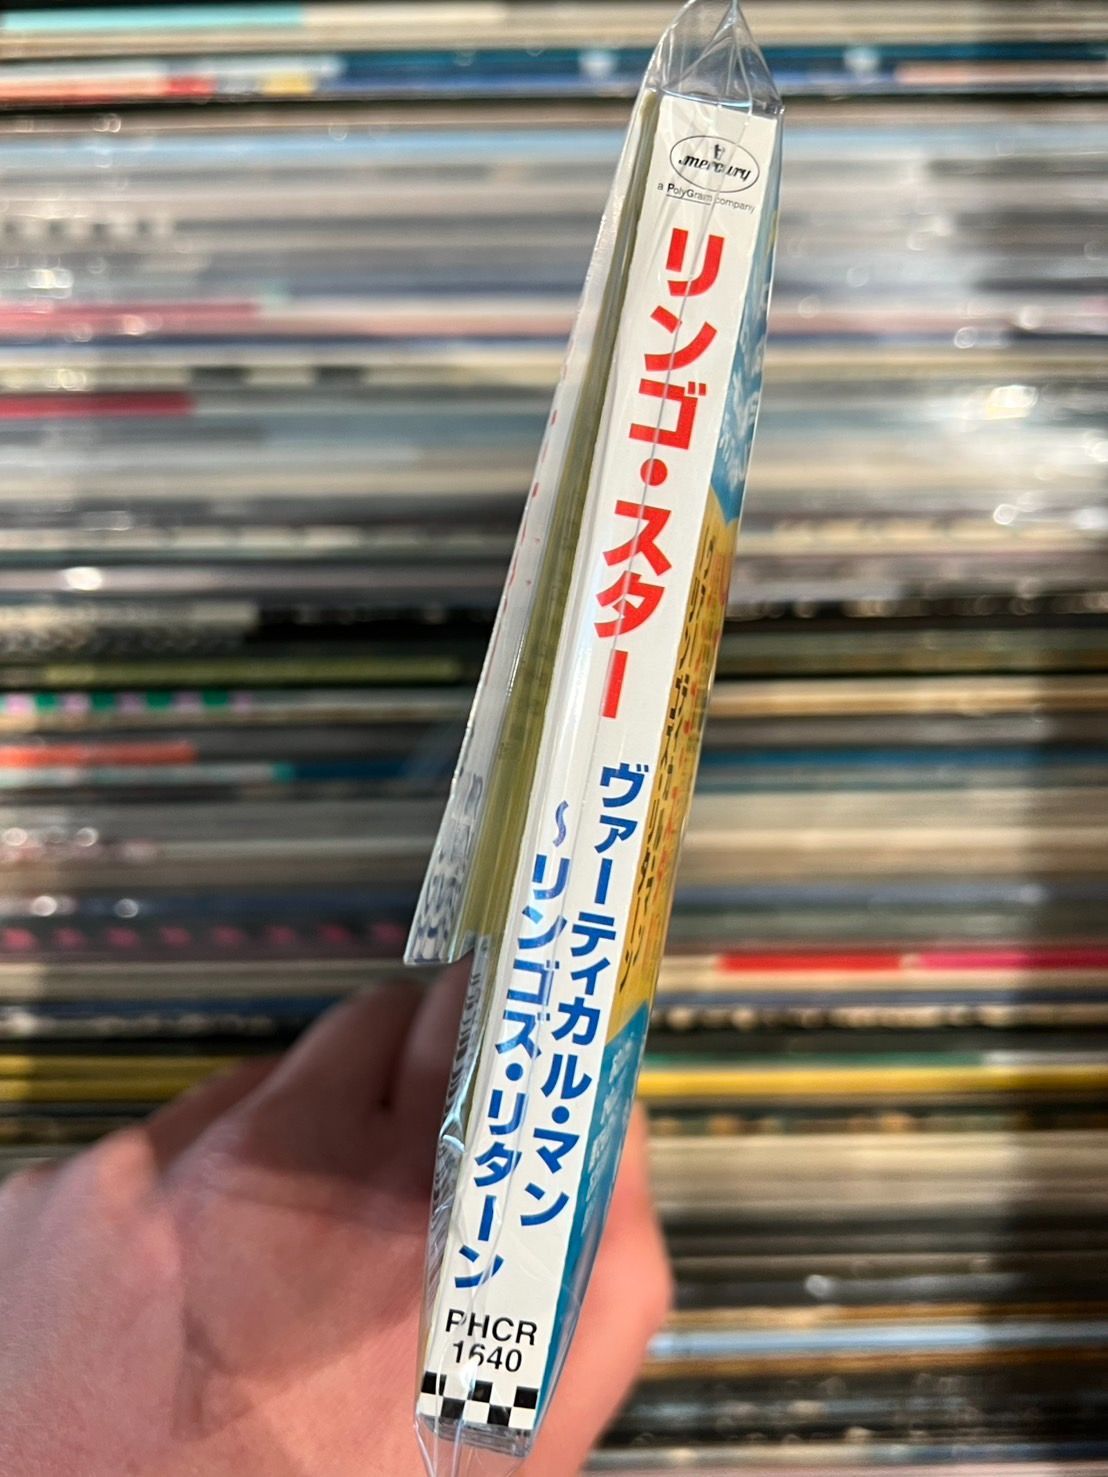 mercury
a PolyGram company
リンゴ・スター
ヴァーティカル・マン
～リンゴズ・リターン
PHCR
1640